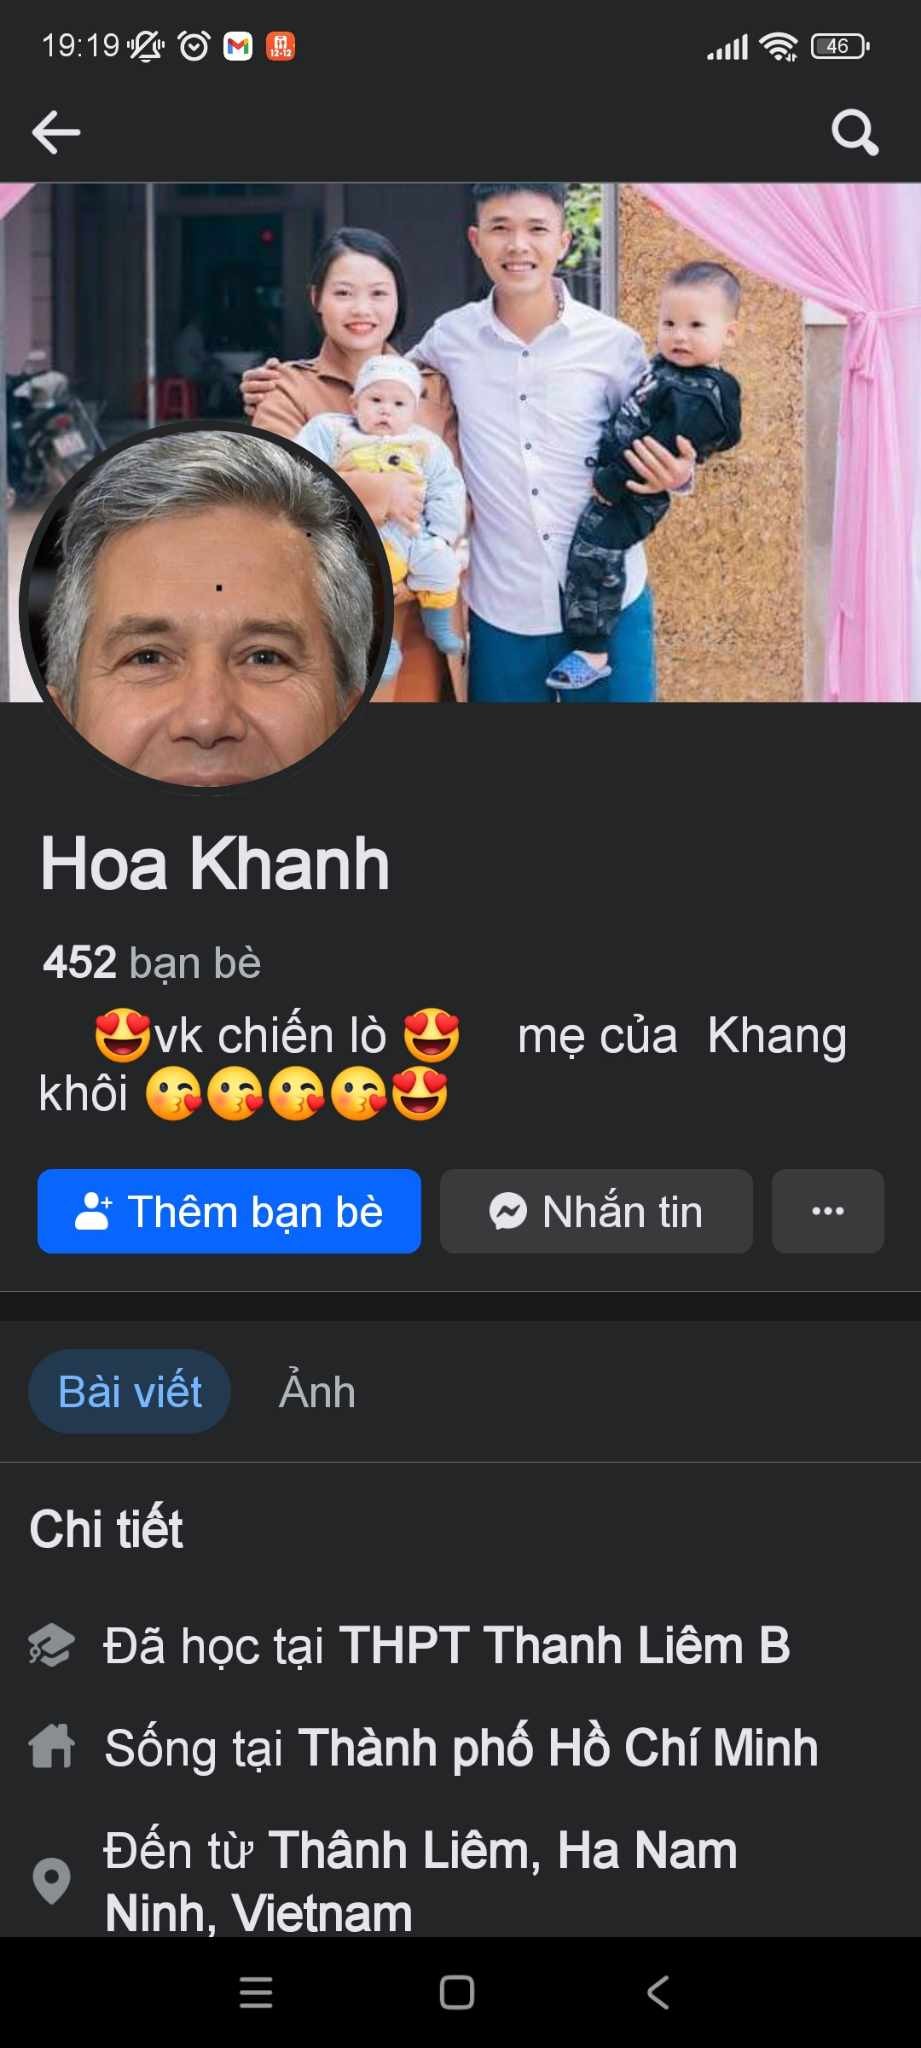 19:19
12-12
46
Hoa Khanh
452 bạn bè
😍vk chiến lò 😍 mẹ của Khang
khôi 😘😘😘😘😍
Thêm bạn bè
Nhắn tin
Bài viết
Ảnh
Chi tiết
Đã học tại THPT Thanh Liêm B
Sống tại Thành phố Hồ Chí Minh
Đến từ Thânh Liêm, Ha Nam
Ninh, Vietnam